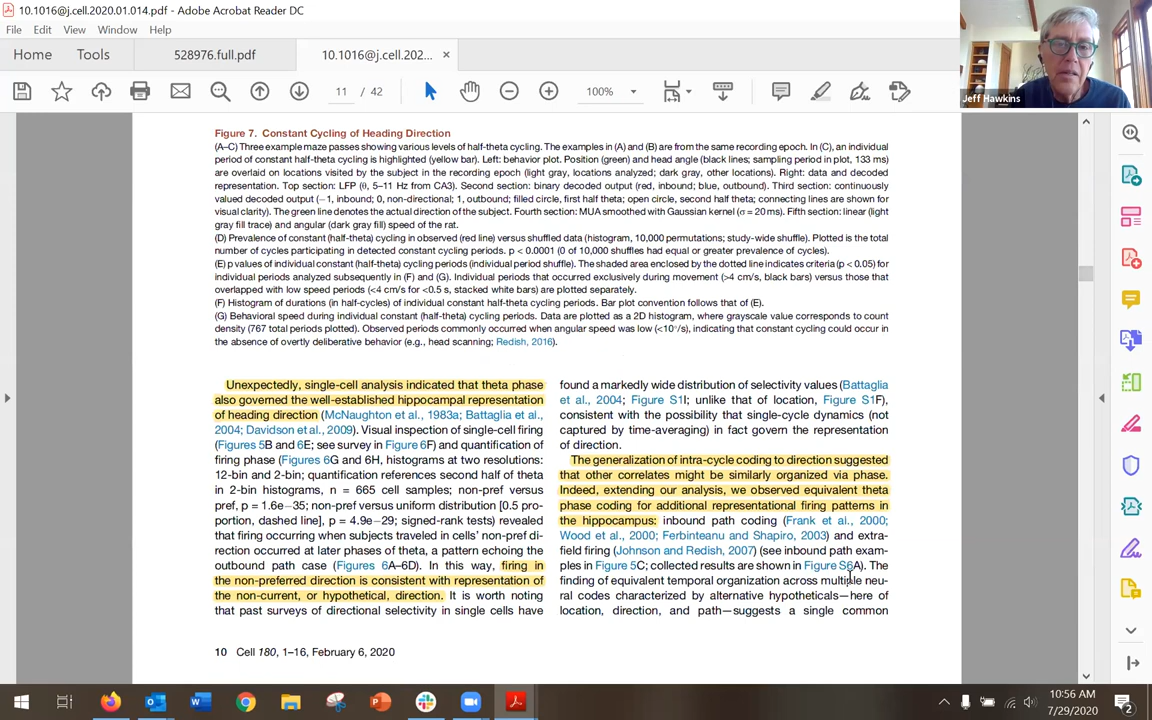 10.1016@j.cell.2020.01.014.pdf - Adobe Acrobat Reader DC
File Edit View Window Help
Home Tools 528976.full.pdf 10.1016@j.cell.202... ×
11 / 42 100%
Jeff Hawkins
Figure 7. Constant Cycling of Heading Direction
(A–C) Three example maze passes showing various levels of half-theta cycling. The examples in (A) and (B) are from the same recording epoch. In (C), an individual
period of constant half-theta cycling is highlighted (yellow bar). Left: behavior plot. Position (green) and head angle (black lines; sampling period in plot, 133 ms)
are overlaid on locations visited by the subject in the recording epoch (light gray, locations analyzed; dark gray, other locations). Right: data and decoded
representation. Top section: LFP (θ, 5–11 Hz from CA3). Second section: binary decoded output (red, inbound; blue, outbound). Third section: continuously
valued decoded output (−1, inbound; 0, non-directional; 1, outbound; filled circle, first half theta; open circle, second half theta; connecting lines are shown for
visual clarity). The green line denotes the actual direction of the subject. Fourth section: MUA smoothed with Gaussian kernel (σ = 20 ms). Fifth section: linear (light
gray fill trace) and angular (dark gray fill) speed of the rat.
(D) Prevalence of constant (half-theta) cycling in observed (red line) versus shuffled data (histogram, 10,000 permutations; study-wide shuffle). Plotted is the total
number of cycles participating in detected constant cycling periods. p < 0.0001 (0 of 10,000 shuffles had equal or greater prevalence of cycles).
(E) p values of individual constant (half-theta) cycling periods (individual period shuffle). The shaded area enclosed by the dotted line indicates criteria (p < 0.05) for
individual periods analyzed subsequently in (F) and (G). Individual periods that occurred exclusively during movement (>4 cm/s, black bars) versus those that
overlapped with low speed periods (<4 cm/s for <0.5 s, stacked white bars) are plotted separately.
(F) Histogram of durations (in half-cycles) of individual constant half-theta cycling periods. Bar plot convention follows that of (E).
(G) Behavioral speed during individual constant (half-theta) cycling periods. Data are plotted as a 2D histogram, where grayscale value corresponds to count
density (767 total periods plotted). Observed periods commonly occurred when angular speed was low (<10°/s), indicating that constant cycling could occur in
the absence of overtly deliberative behavior (e.g., head scanning; Redish, 2016).
Unexpectedly, single-cell analysis indicated that theta phase
also governed the well-established hippocampal representation
of heading direction (McNaughton et al., 1983a; Battaglia et al.,
2004; Davidson et al., 2009). Visual inspection of single-cell firing
(Figures 5B and 6E; see survey in Figure 6F) and quantification of
firing phase (Figures 6G and 6H, histograms at two resolutions:
12-bin and 2-bin; quantification references second half of theta
in 2-bin histograms, n = 665 cell samples; non-pref versus
pref, p = 1.6e−35; non-pref versus uniform distribution [0.5 pro-
portion, dashed line], p = 4.9e−29; signed-rank tests) revealed
that firing occurring when subjects traveled in cells' non-pref di-
rection occurred at later phases of theta, a pattern echoing the
outbound path case (Figures 6A–6D). In this way, firing in
the non-preferred direction is consistent with representation of
the non-current, or hypothetical, direction. It is worth noting
that past surveys of directional selectivity in single cells have
found a markedly wide distribution of selectivity values (Battaglia
et al., 2004; Figure S1I; unlike that of location, Figure S1F),
consistent with the possibility that single-cycle dynamics (not
captured by time-averaging) in fact govern the representation
of direction.
The generalization of intra-cycle coding to direction suggested
that other correlates might be similarly organized via phase.
Indeed, extending our analysis, we observed equivalent theta
phase coding for additional representational firing patterns in
the hippocampus: inbound path coding (Frank et al., 2000;
Wood et al., 2000; Ferbinteanu and Shapiro, 2003) and extra-
field firing (Johnson and Redish, 2007) (see inbound path exam-
ples in Figure 5C; collected results are shown in Figure S6A). The
finding of equivalent temporal organization across multiple neu-
ral codes characterized by alternative hypotheticals—here of
location, direction, and path—suggests a single common
10 Cell 180, 1–16, February 6, 2020
10:56 AM
7/29/2020
2